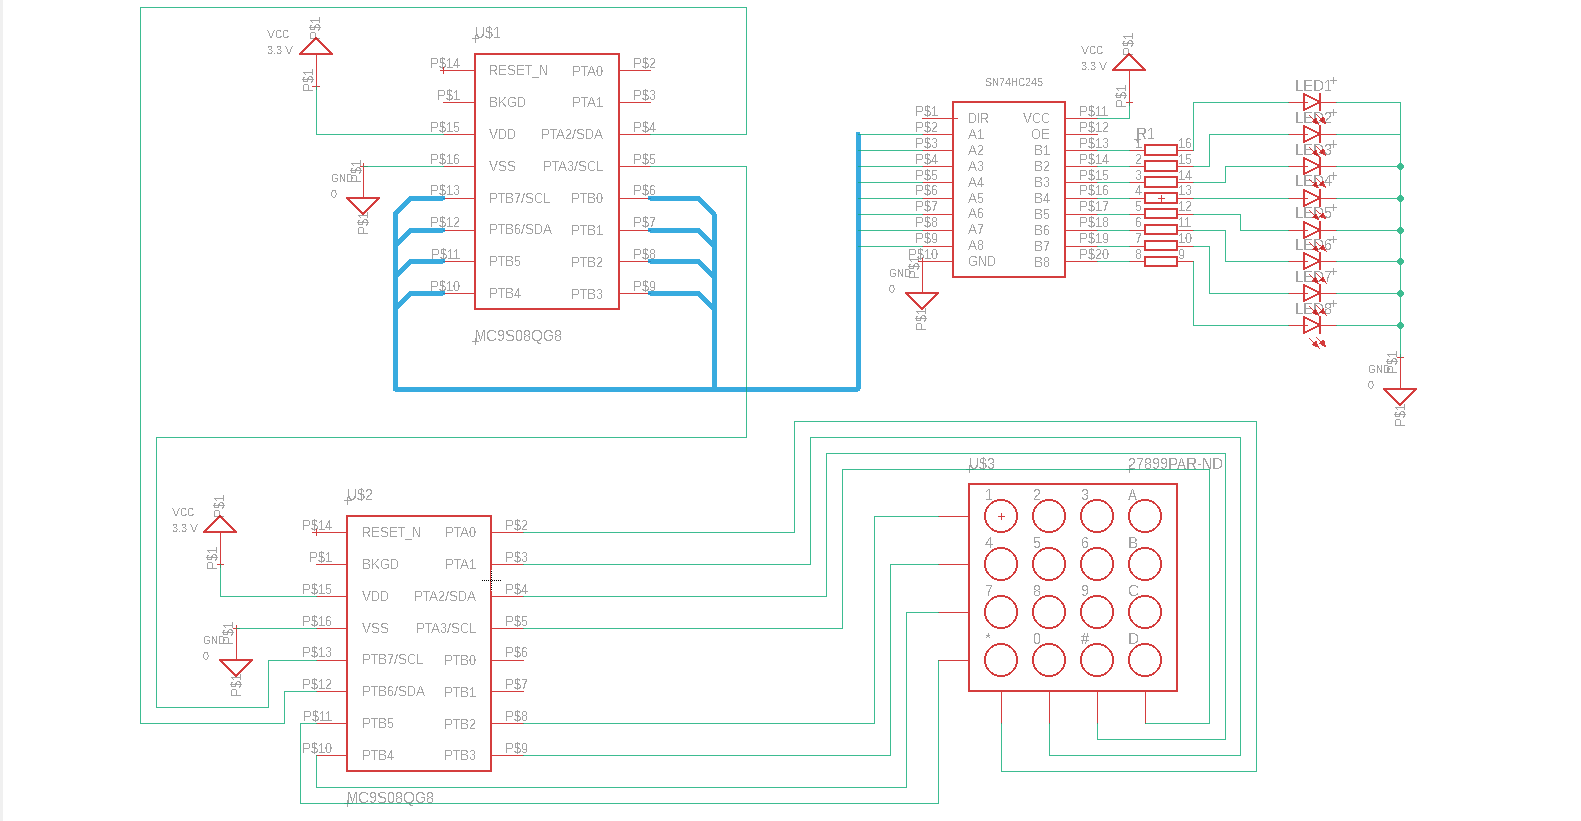 VCC
3.3 V
P$1
P$1
U$1
P$14
RESET_N
PTA0
P$2
P$1
BKGD
PTA1
P$3
P$15
VDD
PTA2/SDA
P$4
P$16
VSS
PTA3/SCL
P$5
P$13
PTB7/SCL
PTB0
P$6
P$12
PTB6/SDA
PTB1
P$7
P$11
PTB5
PTB2
P$8
P$10
PTB4
PTB3
P$9
MC9S08QG8
GND
0
P$1
P$1
VCC
3.3 V
P$1
P$1
SN74HC245
P$1
DIR
VCC
P$11
P$2
A1
OE
P$12
P$3
A2
B1
P$13
P$4
A3
B2
P$14
P$5
A4
B3
P$15
P$6
A5
B4
P$16
P$7
A6
B5
P$17
P$8
A7
B6
P$18
P$9
A8
B7
P$19
P$10
GND
B8
P$20
GND
0
P$1
P$1
R1
1 16
2 15
3 14
4 13
5 12
6 11
7 10
8 9
LED1
LED2
LED3
LED4
LED5
LED6
LED7
LED8
GND
0
P$1
P$1
VCC
3.3 V
P$1
P$1
U$2
P$14
RESET_N
PTA0
P$2
P$1
BKGD
PTA1
P$3
P$15
VDD
PTA2/SDA
P$4
P$16
VSS
PTA3/SCL
P$5
P$13
PTB7/SCL
PTB0
P$6
P$12
PTB6/SDA
PTB1
P$7
P$11
PTB5
PTB2
P$8
P$10
PTB4
PTB3
P$9
MC9S08QG8
GND
0
P$1
P$1
U$3
27899PAR-ND
1 2 3 A
4 5 6 B
7 8 9 C
* 0 # D